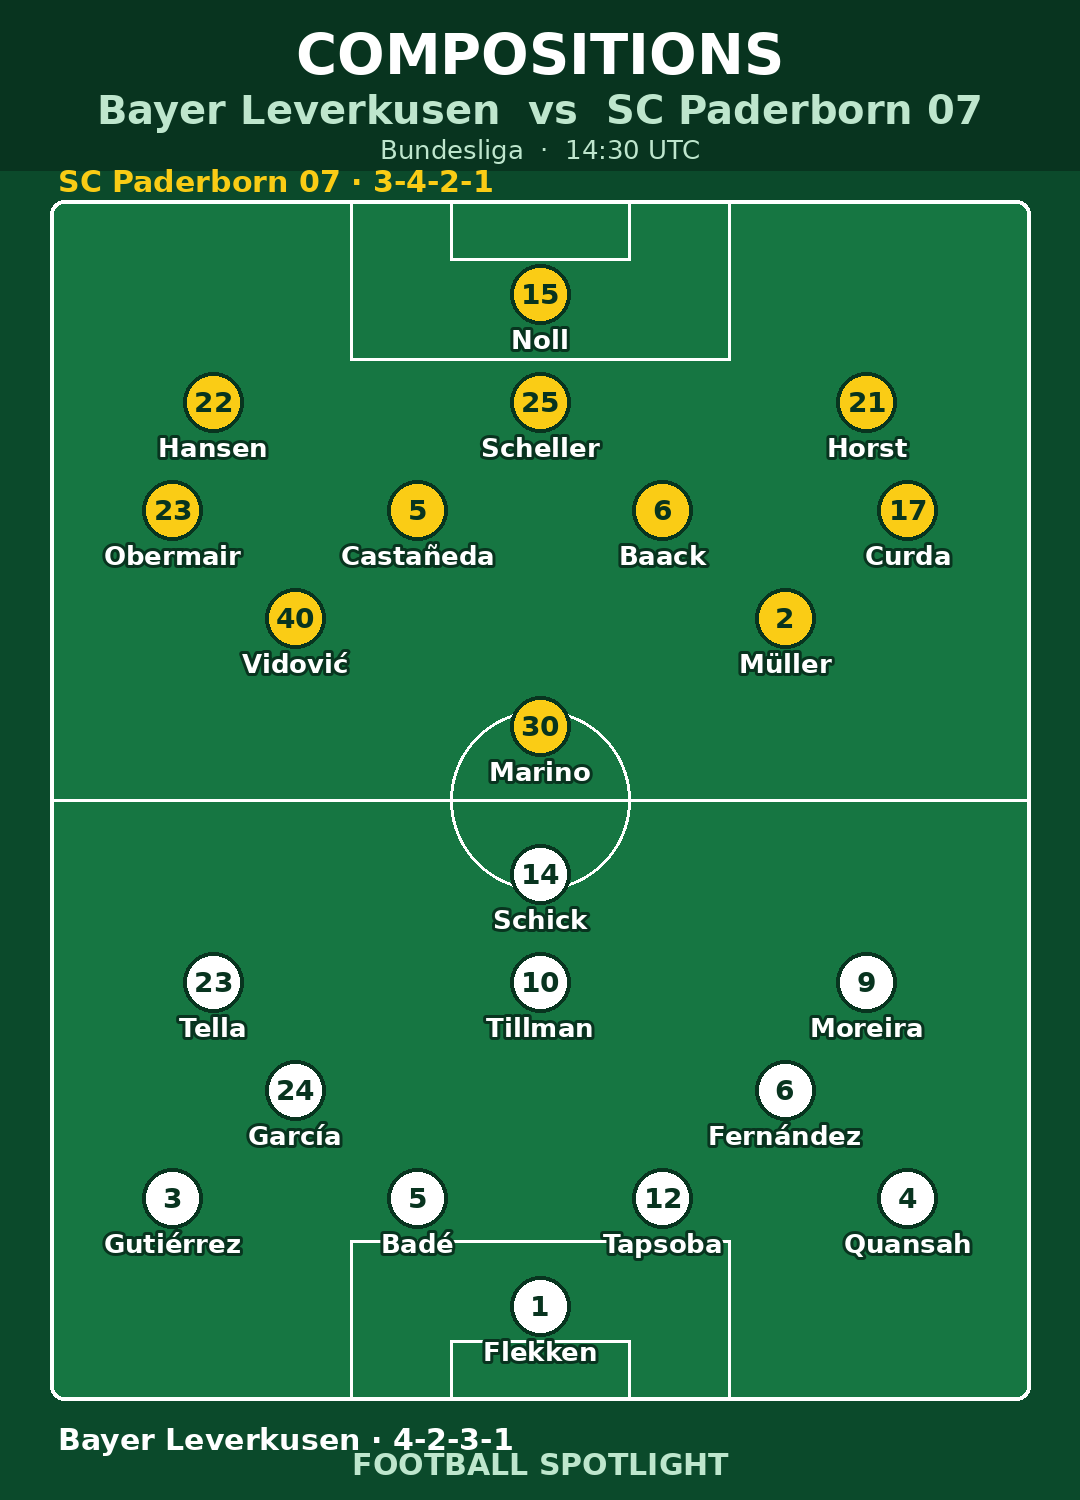 COMPOSITIONS
Bayer Leverkusen vs SC Paderborn 07
Bundesliga · 14:30 UTC
SC Paderborn 07 · 3-4-2-1
15
Noll
22 25 21
Hansen Scheller Horst
23 5 6 17
Obermair Castañeda Baack Curda
40 2
Vidović Müller
30
Marino
14
Schick
23 10 9
Tella Tillman Moreira
24 6
García Fernández
3 5 12 4
Gutiérrez Badé Tapsoba Quansah
1
Flekken
Bayer Leverkusen · 4-2-3-1
FOOTBALL SPOTLIGHT